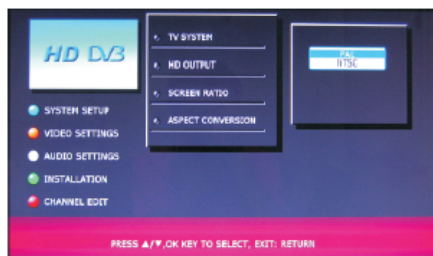 HD DVB
SYSTEM SETUP
VIDEO SETTINGS
AUDIO SETTINGS
INSTALLATION
CHANNEL EDIT
TV SYSTEM
HD OUTPUT
SCREEN RATIO
ASPECT CONVERSION
PAL
NTSC
PRESS ▲/▼,OK KEY TO SELECT, EXIT: RETURN